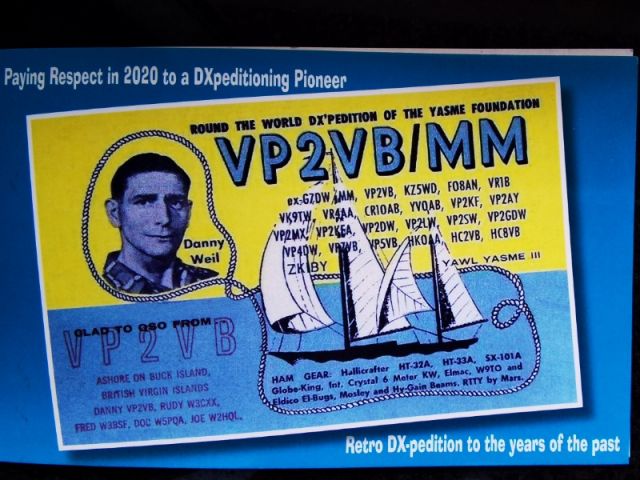 Paying Respect in 2020 to a DXpeditioning Pioneer
ROUND THE WORLD DX'PEDITION OF THE YASME FOUNDATION
VP2VB/MM
ex-G7DW/MM, VP2VB, KZ5WD, FO8AN, VR1B
VK9TW, VR4AA, CR10AB, YV0AB, VP2KF, VP2AY
VP2MX, VP2KFA, VP2DW, VP2LW, VP2SW, VP2GDW
VP4DW, VP7VB, VP5VB, HK0AA, HC2VB, HC8VB
ZK1BY
YAWL YASME III
Danny
Weil
GLAD TO QSO FROM
VP2VB
ASHORE ON BUCK ISLAND,
BRITISH VIRGIN ISLANDS
DANNY VP2VB, RUDY W3CXX,
FRED W3BSF, DOC W5PQA, JOE W2HQL.
HAM GEAR: Hallicrafter HT-32A, HT-33A, SX-101A
Globe-King, Int. Crystal 6 Meter KW, Elmac, W9TO and
Eldico El-Bugs, Mosley and Hy-Gain Beams. RTTY by Mars.
Retro DX-pedition to the years of the past